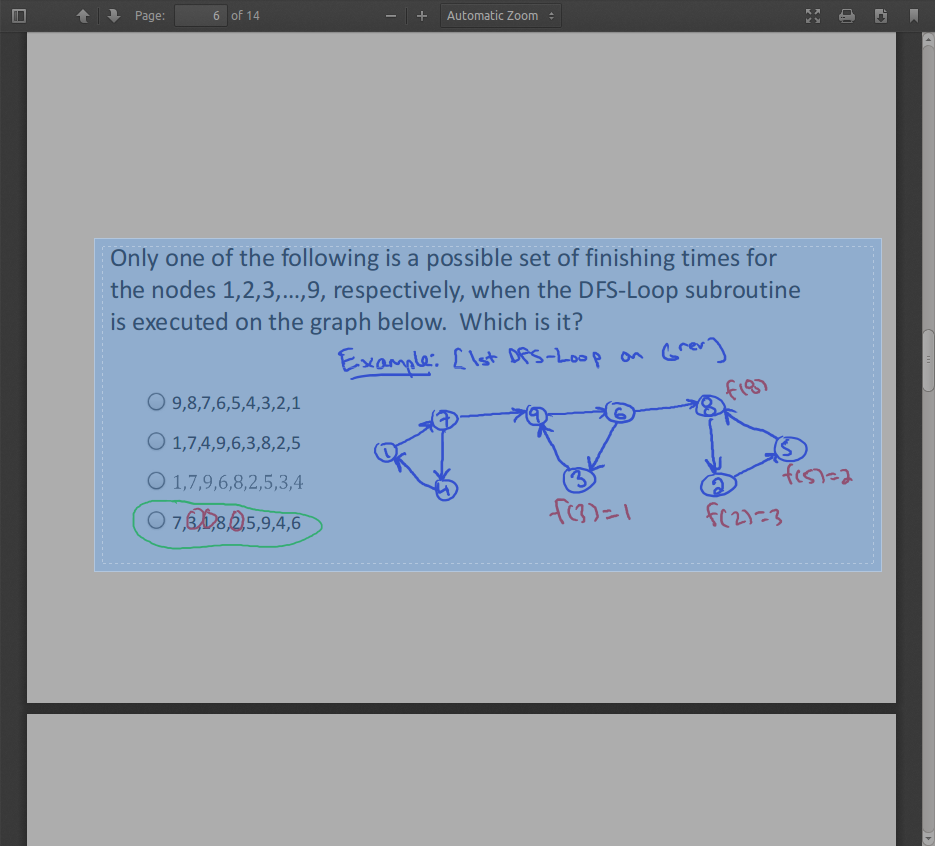 Page: 6 of 14 Automatic Zoom
Only one of the following is a possible set of finishing times for
the nodes 1,2,3,…,9, respectively, when the DFS-Loop subroutine
is executed on the graph below. Which is it?
Example: [1st DFS-Loop on Grev]
9,8,7,6,5,4,3,2,1
1,7,4,9,6,3,8,2,5
1,7,9,6,8,2,5,3,4
7,3,1,8,2,5,9,4,6
1
7
4
9
6
3
8
2
5
f(8)
f(5)=2
f(3)=1
f(2)=3